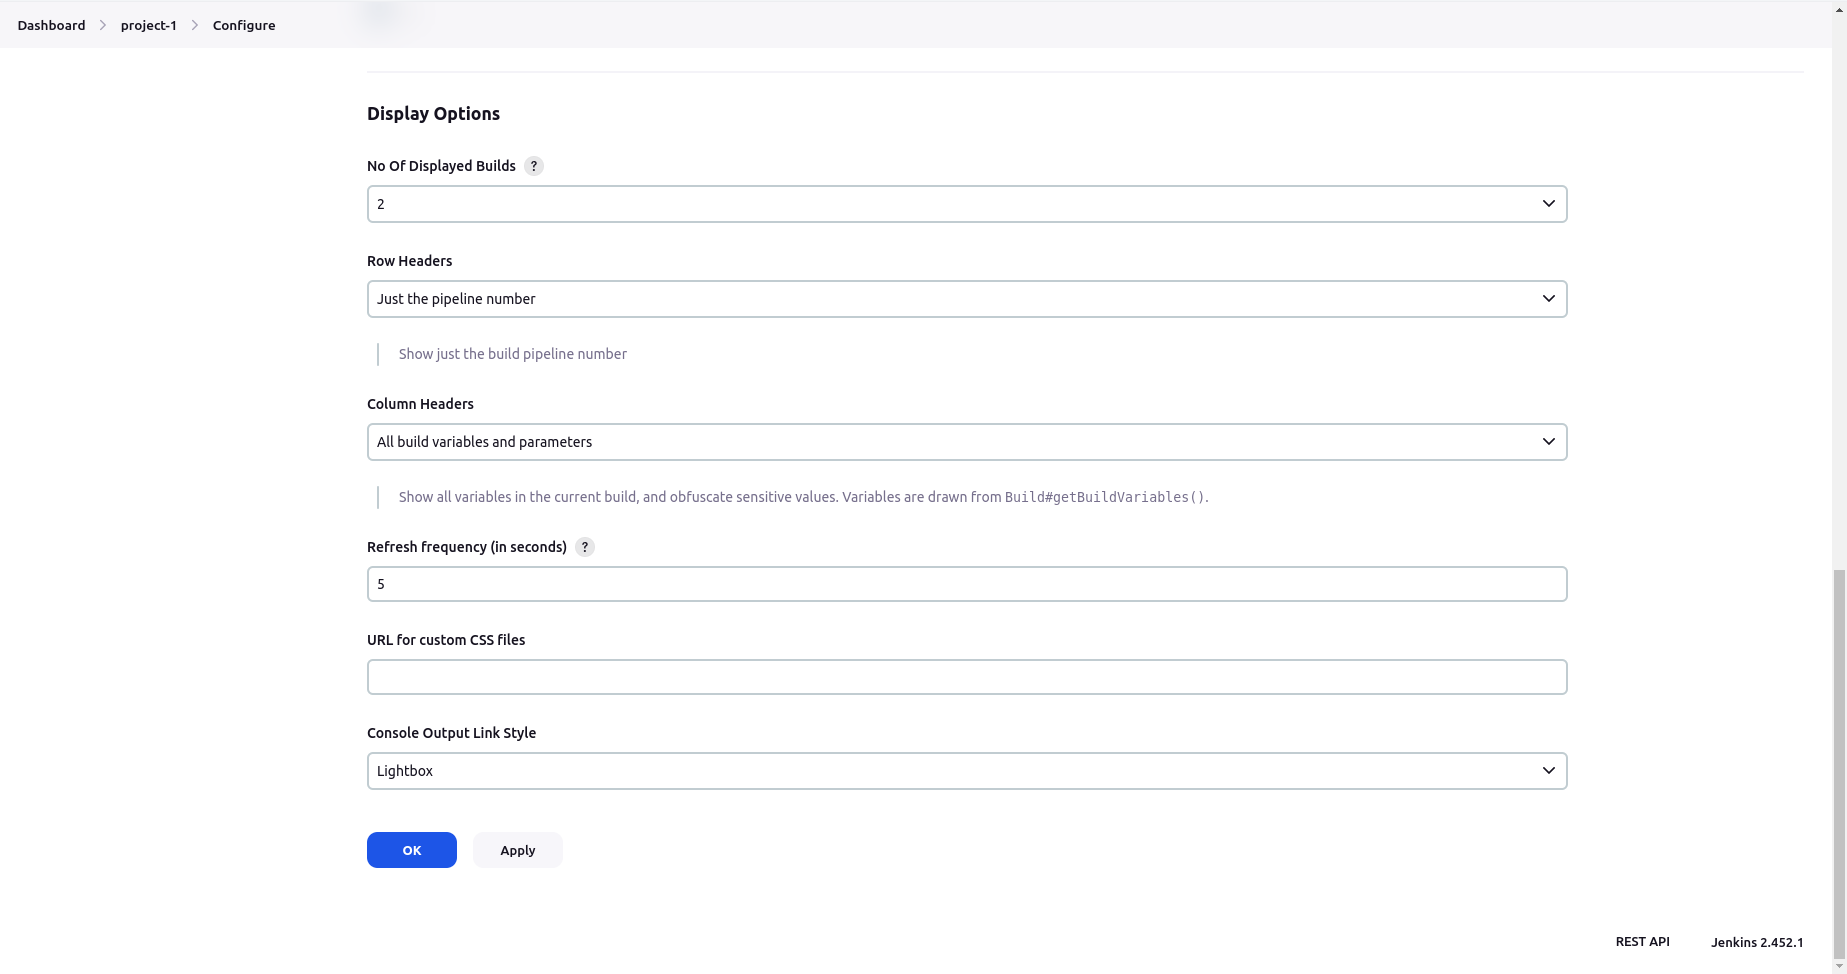 Dashboard > project-1 > Configure
Display Options
No Of Displayed Builds ?
2
Row Headers
Just the pipeline number
Show just the build pipeline number
Column Headers
All build variables and parameters
Show all variables in the current build, and obfuscate sensitive values. Variables are drawn from Build#getBuildVariables().
Refresh frequency (in seconds) ?
5
URL for custom CSS files
Console Output Link Style
Lightbox
OK Apply
REST API Jenkins 2.452.1